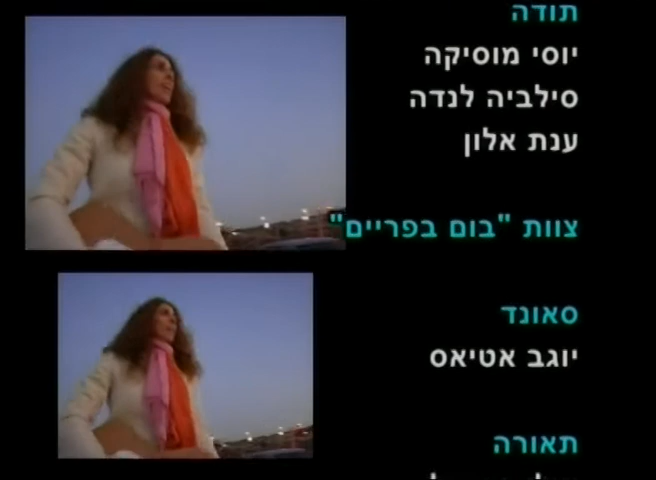 תודה
יוסי מוסיקה
סילביה לנדה
ענת אלון
צוות "בום בפריים"
סאונד
יוגב אטיאס
תאורה